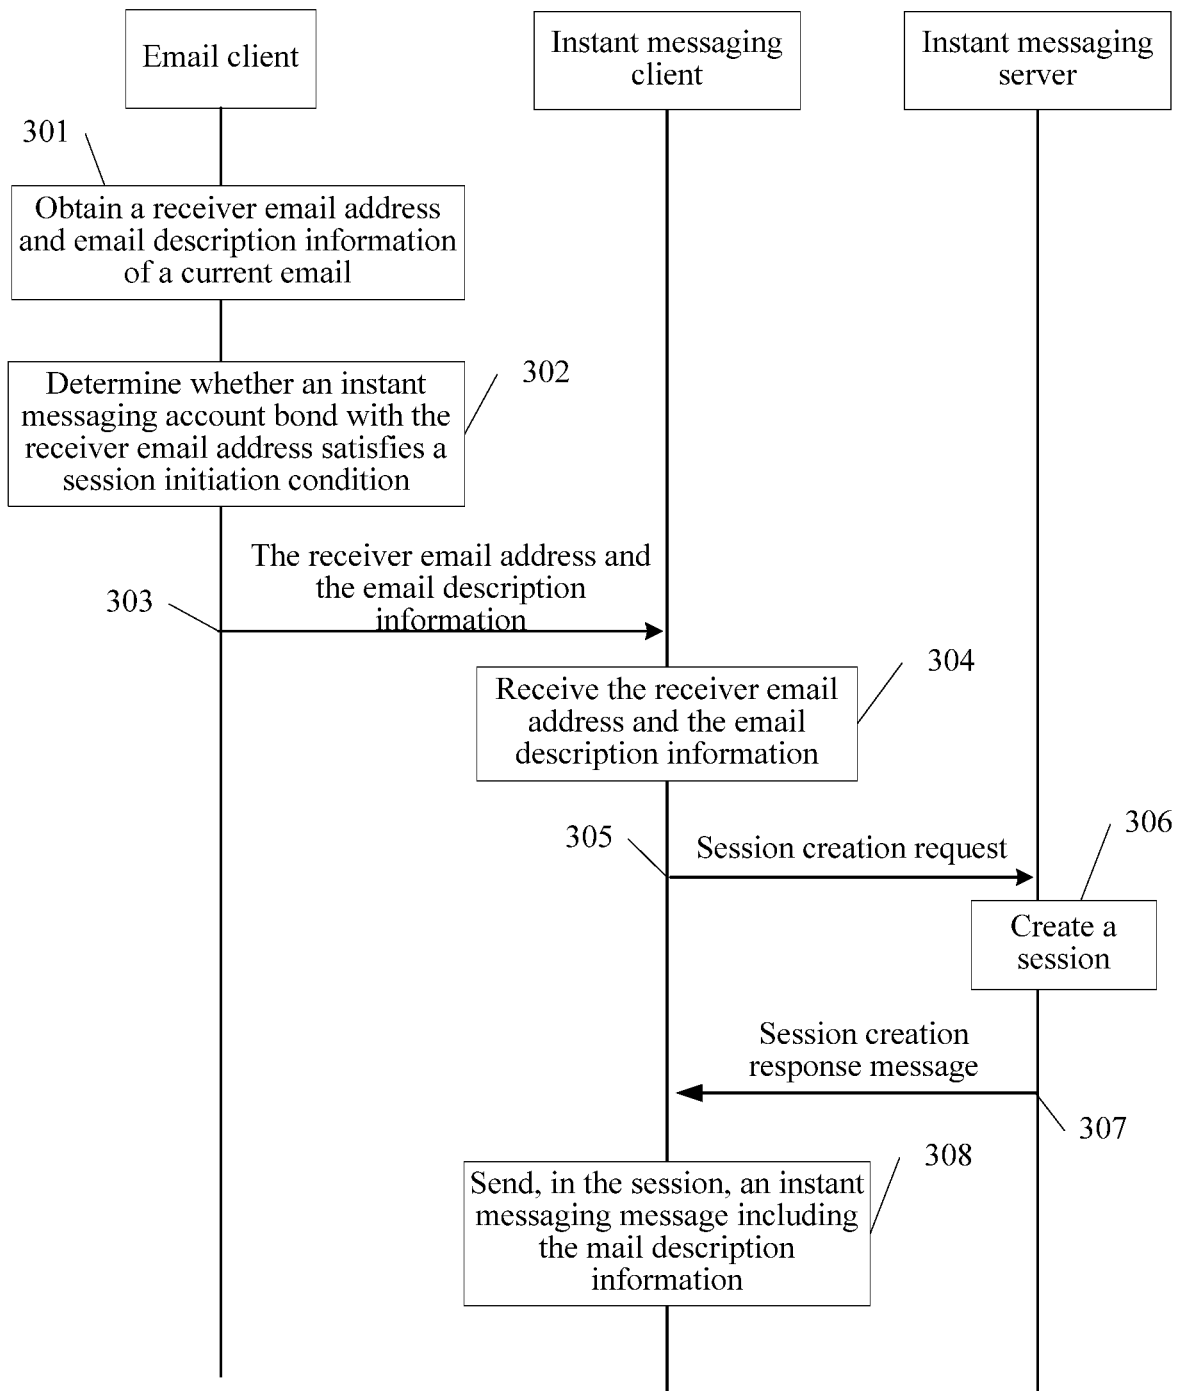 Email client
Instant messaging
client
Instant messaging
server
301
Obtain a receiver email address
and email description information
of a current email
302
Determine whether an instant
messaging account bond with the
receiver email address satisfies a
session initiation condition
The receiver email address and
the email description
information
303
304
Receive the receiver email
address and the email
description information
305
Session creation request
306
Create a
session
Session creation
response message
307
308
Send, in the session, an instant
messaging message including
the mail description
information